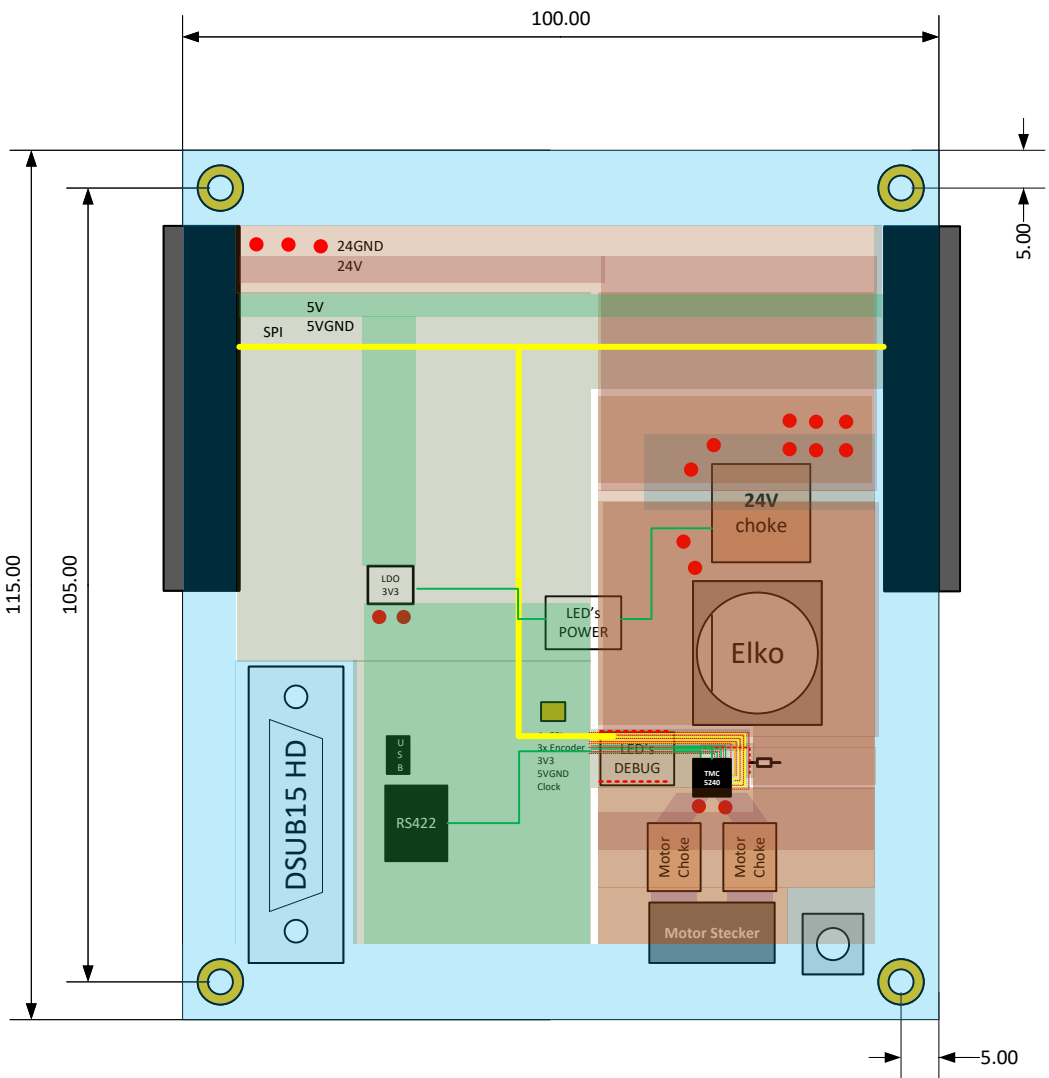 100.00
5.00
115.00
105.00
24GND
24V
5V
5VGND
SPI
24V
choke
LDO
3V3
LED's
POWER
Elko
DSUB15 HD
U
S
B
3x Encoder
3V3
5VGND
Clock
LED's
DEBUG
TMC
5240
RS422
Motor
Choke
Motor
Choke
Motor Stecker
5.00